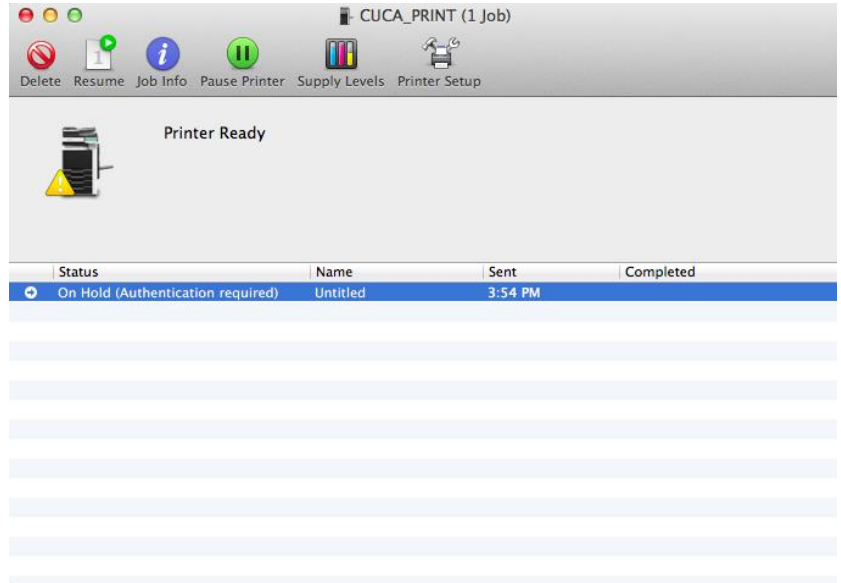 CUCA_PRINT (1 Job)
Delete Resume Job Info Pause Printer Supply Levels Printer Setup
Printer Ready
Status Name Sent Completed
On Hold (Authentication required) Untitled 3:54 PM